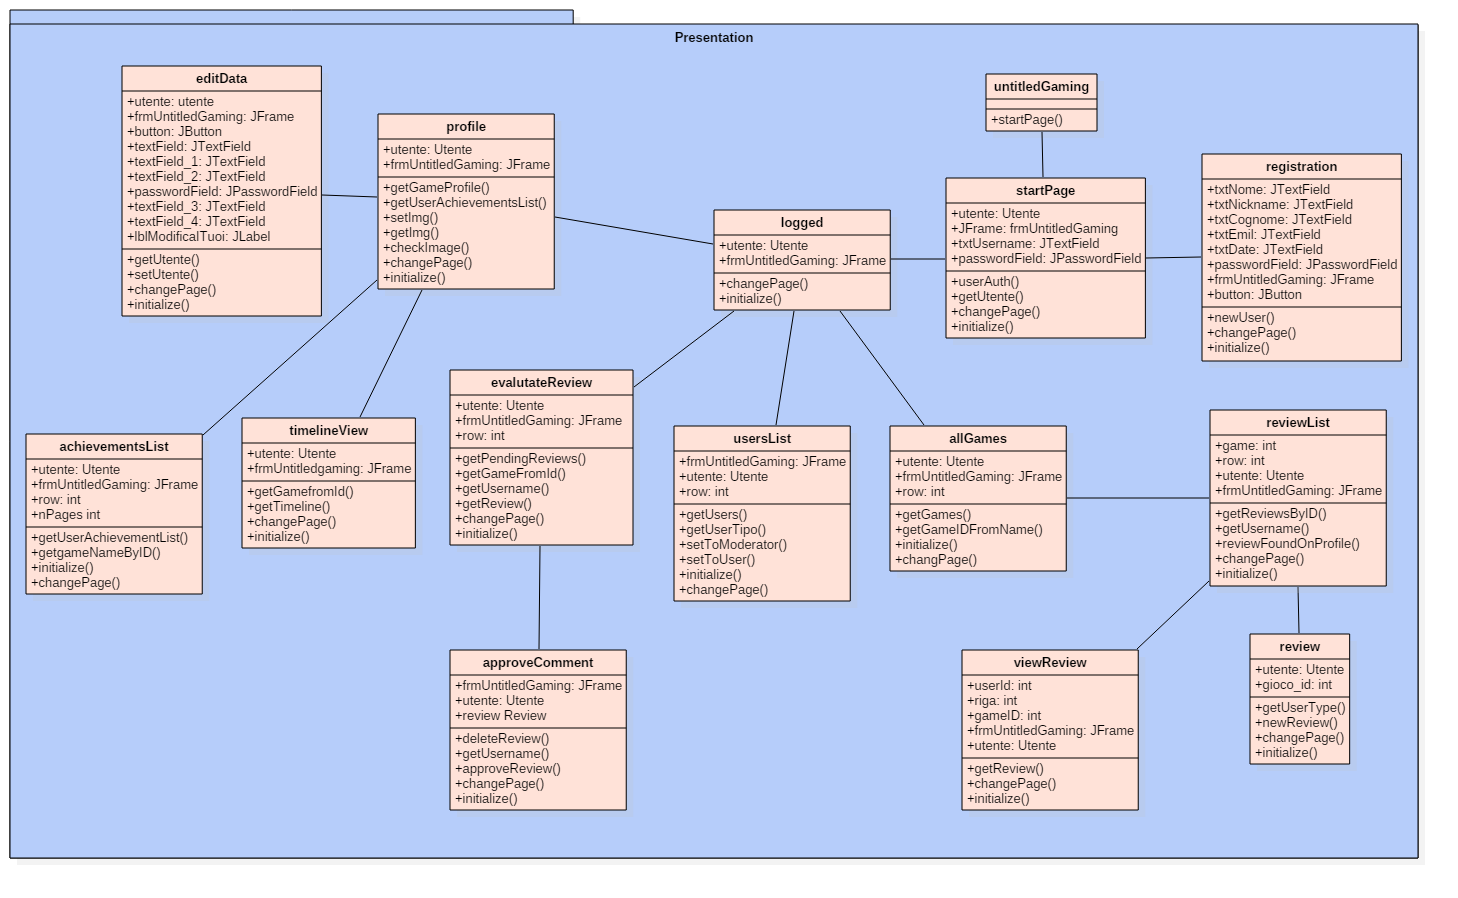 Presentation
editData
+utente: utente
+frmUntitledGaming: JFrame
+button: JButton
+textField: JTextField
+textField_1: JTextField
+textField_2: JTextField
+passwordField: JPasswordField
+textField_3: JTextField
+textField_4: JTextField
+lblModificaITuoi: JLabel
+getUtente()
+setUtente()
+changePage()
+initialize()
profile
+utente: Utente
+frmUntitledGaming: JFrame
+getGameProfile()
+getUserAchievementsList()
+setImg()
+getImg()
+checkImage()
+changePage()
+initialize()
logged
+utente: Utente
+frmUntitledGaming: JFrame
+changePage()
+initialize()
untitledGaming
+startPage()
startPage
+utente: Utente
+JFrame: frmUntitledGaming
+txtUsername: JTextField
+passwordField: JPasswordField
+userAuth()
+getUtente()
+changePage()
+initialize()
registration
+txtNome: JTextField
+txtNickname: JTextField
+txtCognome: JTextField
+txtEmil: JTextField
+txtDate: JTextField
+passwordField: JPasswordField
+frmUntitledGaming: JFrame
+button: JButton
+newUser()
+changePage()
+initialize()
achievementsList
+utente: Utente
+frmUntitledGaming: JFrame
+row: int
+nPages int
+getUserAchievementList()
+getgameNameByID()
+initialize()
+changePage()
timelineView
+utente: Utente
+frmUntitledgaming: JFrame
+getGamefromId()
+getTimeline()
+changePage()
+initialize()
evalutateReview
+utente: Utente
+frmUntitledGaming: JFrame
+row: int
+getPendingReviews()
+getGameFromId()
+getUsername()
+getReview()
+changePage()
+initialize()
usersList
+frmUntitledGaming: JFrame
+utente: Utente
+row: int
+getUsers()
+getUserTipo()
+setToModerator()
+setToUser()
+initialize()
+changePage()
allGames
+utente: Utente
+frmUntitledGaming: JFrame
+row: int
+getGames()
+getGameIDFromName()
+initialize()
+changPage()
reviewList
+game: int
+row: int
+utente: Utente
+frmUntitledGaming: JFrame
+getReviewsByID()
+getUsername()
+reviewFoundOnProfile()
+changePage()
+initialize()
approveComment
+frmUntitledGaming: JFrame
+utente: Utente
+review Review
+deleteReview()
+getUsername()
+approveReview()
+changePage()
+initialize()
viewReview
+userId: int
+riga: int
+gameID: int
+frmUntitledGaming: JFrame
+utente: Utente
+getReview()
+changePage()
+initialize()
review
+utente: Utente
+gioco_id: int
+getUserType()
+newReview()
+changePage()
+initialize()